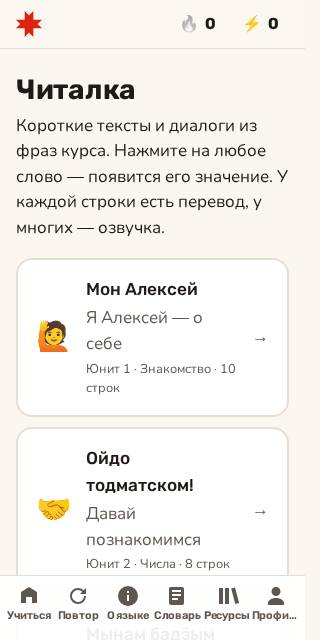 0 0
Читалка
Короткие тексты и диалоги из
фраз курса. Нажмите на любое
слово — появится его значение. У
каждой строки есть перевод, у
многих — озвучка.
Мон Алексей
Я Алексей — о
себе
→
Юнит 1 · Знакомство · 10
строк
Ойдо
тодматском!
Давай
познакомимся
→
Юнит 2 · Числа · 8 строк
Учиться Повтор О языке Словарь Ресурсы Профи...
Мынам бадӟым